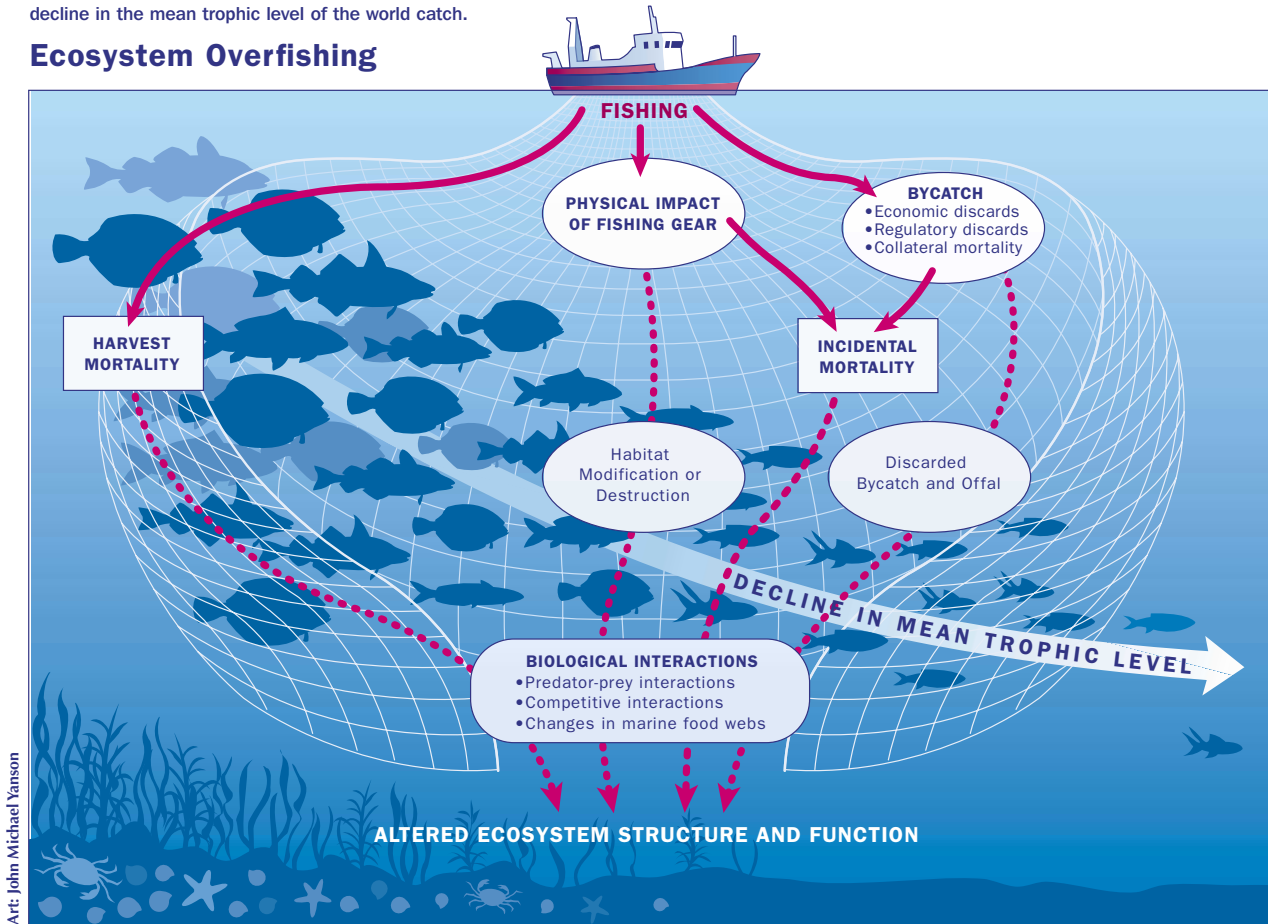 decline in the mean trophic level of the world catch.
Ecosystem Overfishing
FISHING
PHYSICAL IMPACT
OF FISHING GEAR
BYCATCH
•Economic discards
•Regulatory discards
•Collateral mortality
HARVEST
MORTALITY
INCIDENTAL
MORTALITY
Habitat
Modification or
Destruction
Discarded
Bycatch and Offal
DECLINE IN MEAN TROPHIC LEVEL
BIOLOGICAL INTERACTIONS
•Predator-prey interactions
•Competitive interactions
•Changes in marine food webs
ALTERED ECOSYSTEM STRUCTURE AND FUNCTION
Art: John Michael Yanson